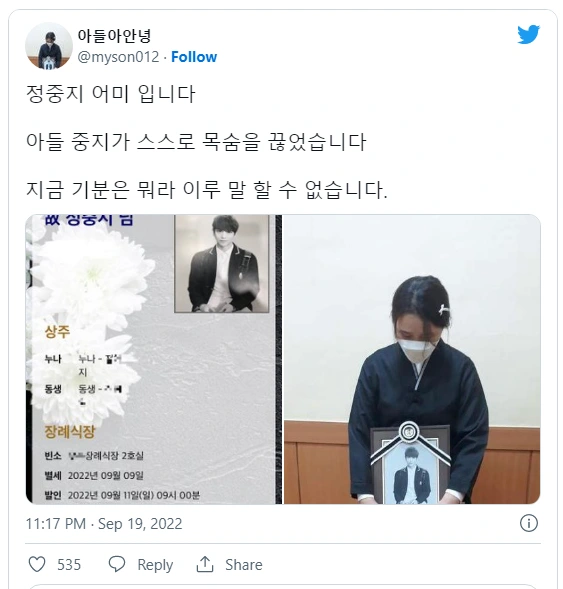 아들아안녕
@myson012 · Follow
정중지 어미 입니다
아들 중지가 스스로 목숨을 끊었습니다
지금 기분은 뭐라 이루 말 할 수 없습니다.
故 정중지 님
상주
누나 누나 -
지
동생 동생 -
장례식장
빈소 장례식장 2호실
별세 2022년 09월 09일
발인 2022년 09월 11일(일) 09시 00분
11:17 PM · Sep 19, 2022
535 Reply Share